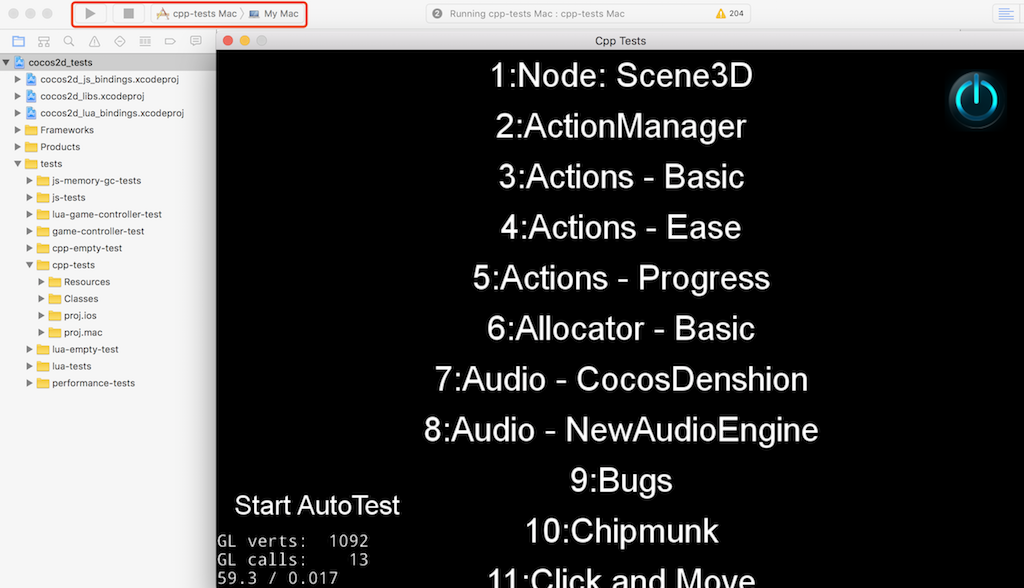 cpp-tests Mac
My Mac
2
Running cpp-tests Mac : cpp-tests Mac
204
cocos2d_tests
cocos2d_js_bindings.xcodeproj
cocos2d_libs.xcodeproj
cocos2d_lua_bindings.xcodeproj
Frameworks
Products
tests
js-memory-gc-tests
js-tests
lua-game-controller-test
game-controller-test
cpp-empty-test
cpp-tests
Resources
Classes
proj.ios
proj.mac
lua-empty-test
lua-tests
performance-tests
Cpp Tests
1:Node: Scene3D
2:ActionManager
3:Actions - Basic
4:Actions - Ease
5:Actions - Progress
6:Allocator - Basic
7:Audio - CocosDenshion
8:Audio - NewAudioEngine
9:Bugs
10:Chipmunk
11:Click and Move
Start AutoTest
GL verts: 1092
GL calls: 13
59.3 / 0.017